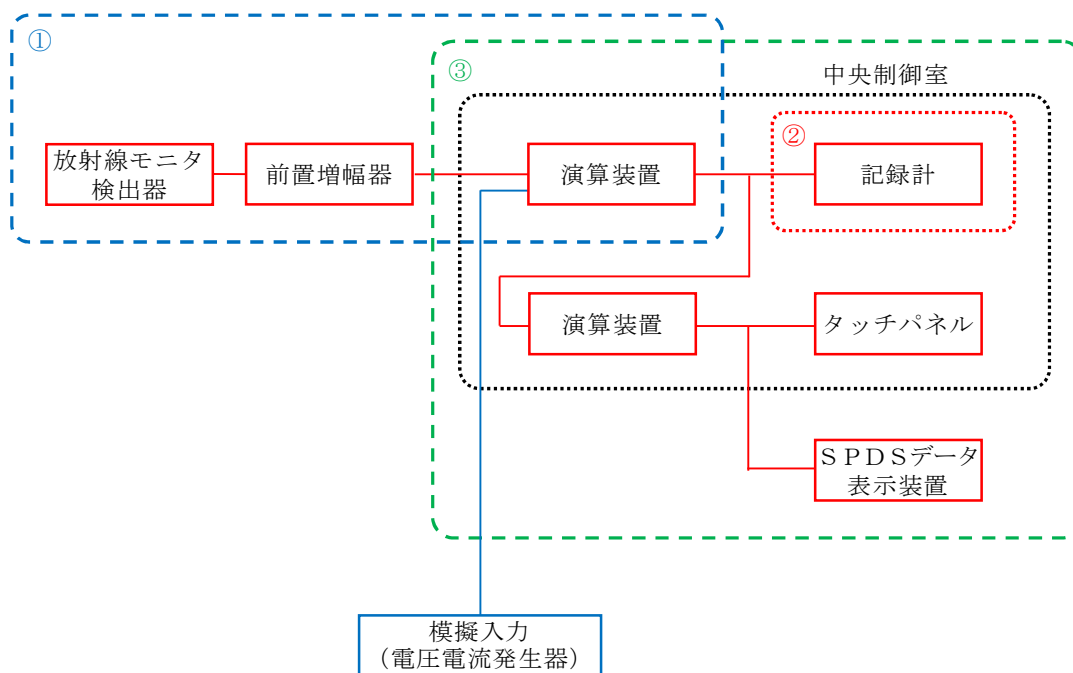 ①
③
中央制御室
②
放射線モニタ
検出器
前置増幅器
演算装置
記録計
演算装置
タッチパネル
ＳＰＤＳデータ
表示装置
模擬入力
（電圧電流発生器）